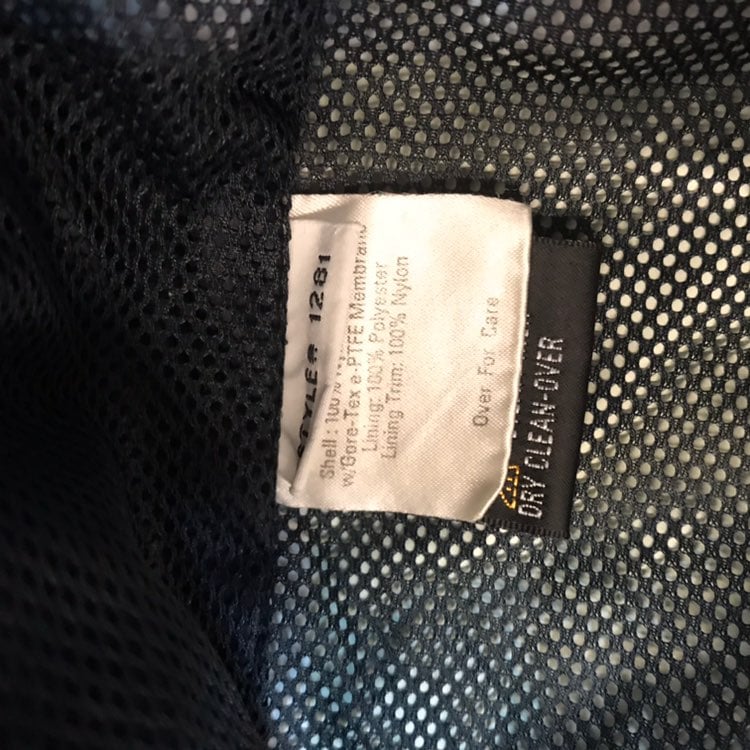 STYLE# 1281
Shell: 100%
w/Gore-Tex e-PTFE Membrane
Lining: 100% Polyester
Lining Trim: 100% Nylon
Over For Care
DRY CLEAN-OVER